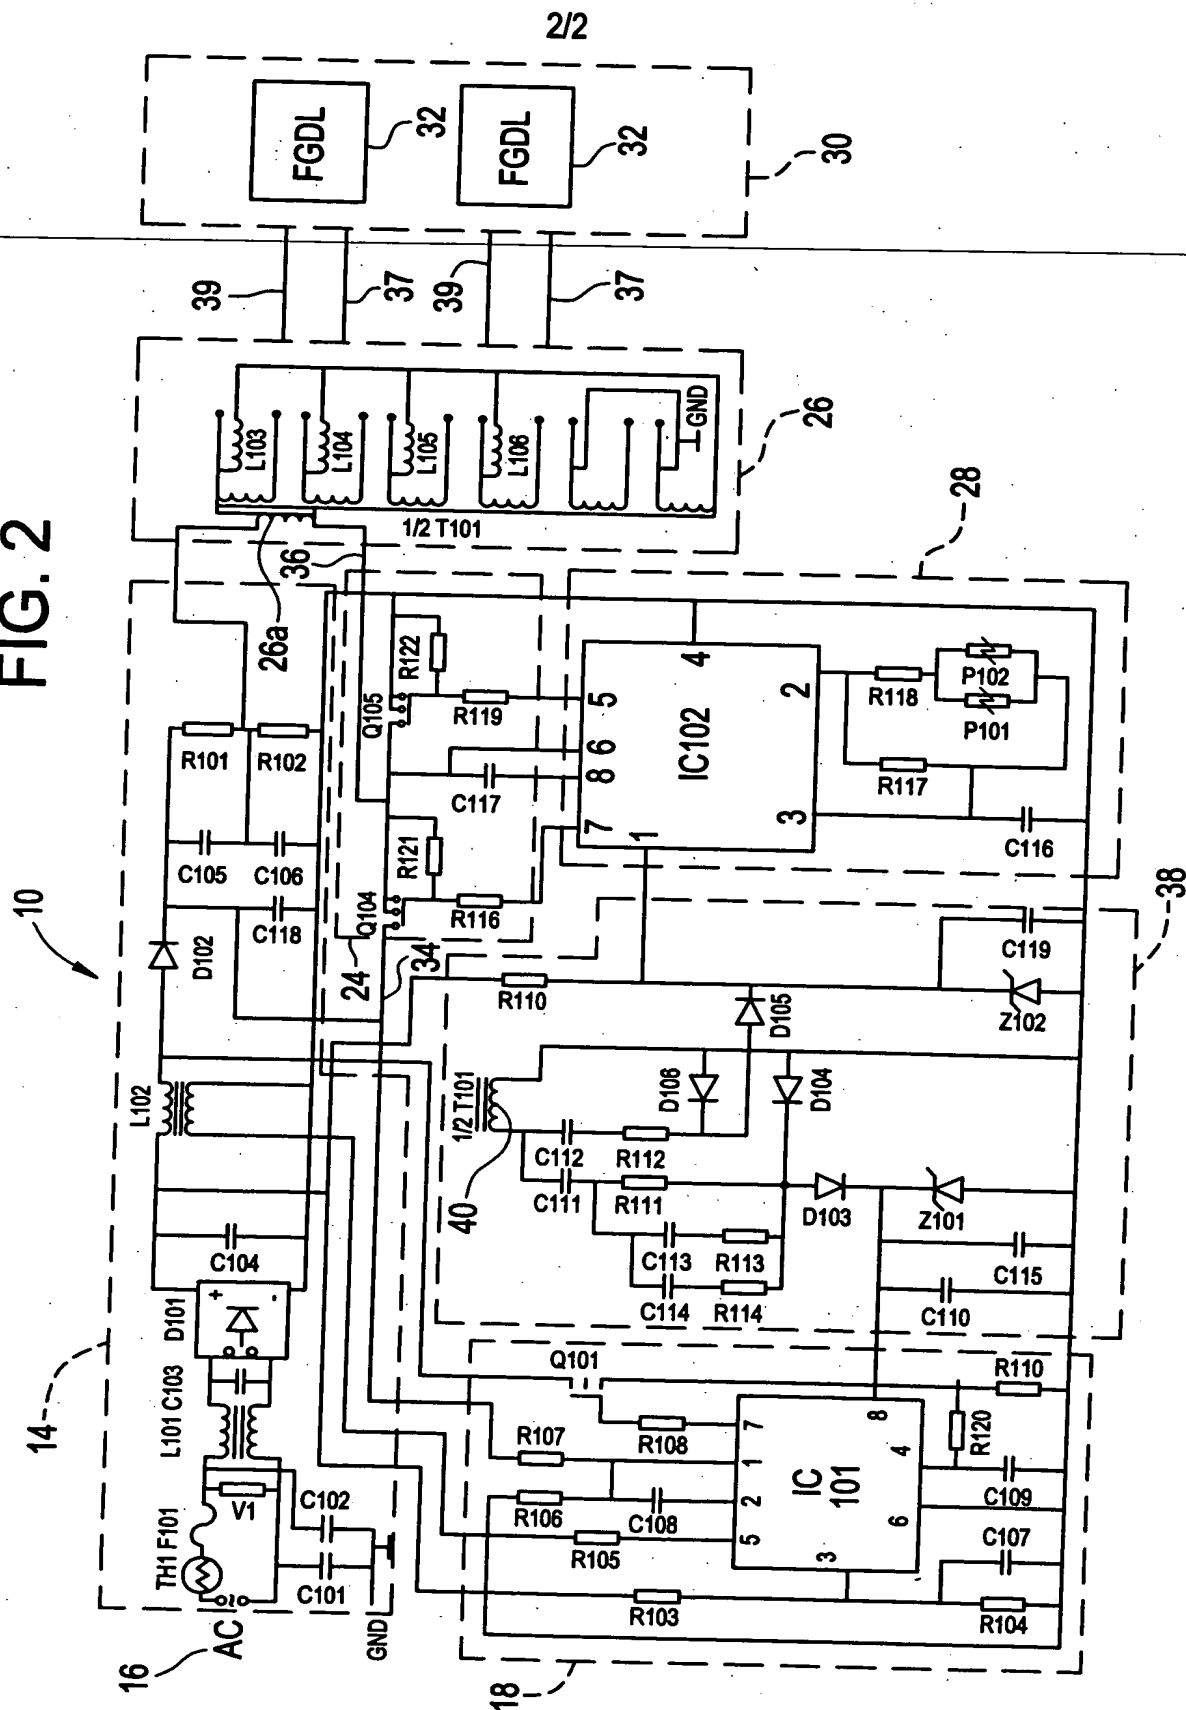 2/2
FIG. 2
FGDL
32
FGDL
32
30
39
37
39
37
L103
L104
L105
L106
GND
26
1/2 T101
36
26a
28
10
R101
R102
C105
C106
C118
D102
Q105
R122
R119
C117
R121
Q104
R116
24
34
5
4
6
8
7
1
2
3
IC102
R118
P102
P101
R117
C116
38
R110
D105
C119
Z102
L102
1/2 T101
40
D106
D104
C112
R112
C111
R111
C113
R113
C114
R114
D103
Z101
C115
C110
C104
D101
+
-
14
L101 C103
V1
TH1 F101
C102
C101
AC
16
GND
Q101
R107
R108
R106
C108
R105
R103
7
1
2
5
3
8
4
6
IC
101
R110
R120
C109
C107
R104
18